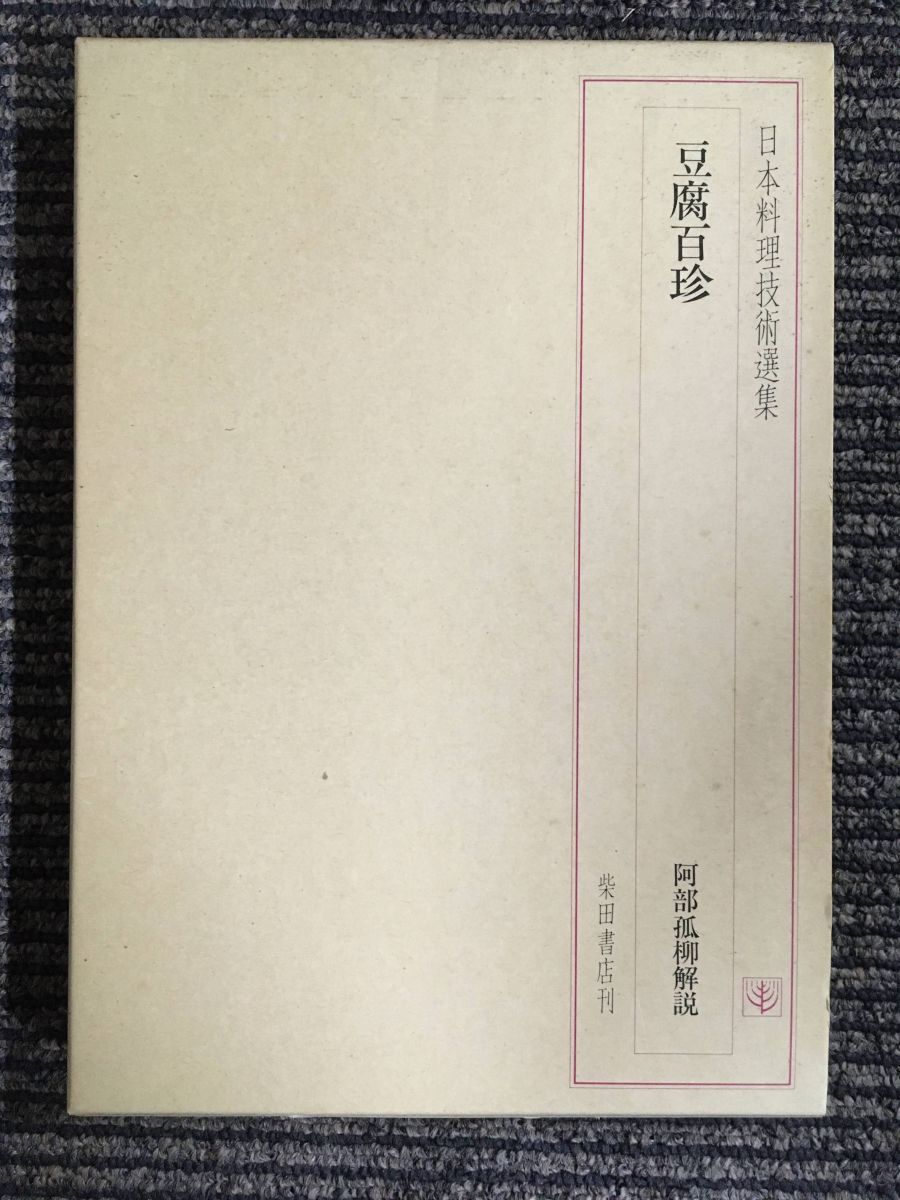 日本料理技術選集
豆腐百珍
阿部孤柳解説
柴田書店刊